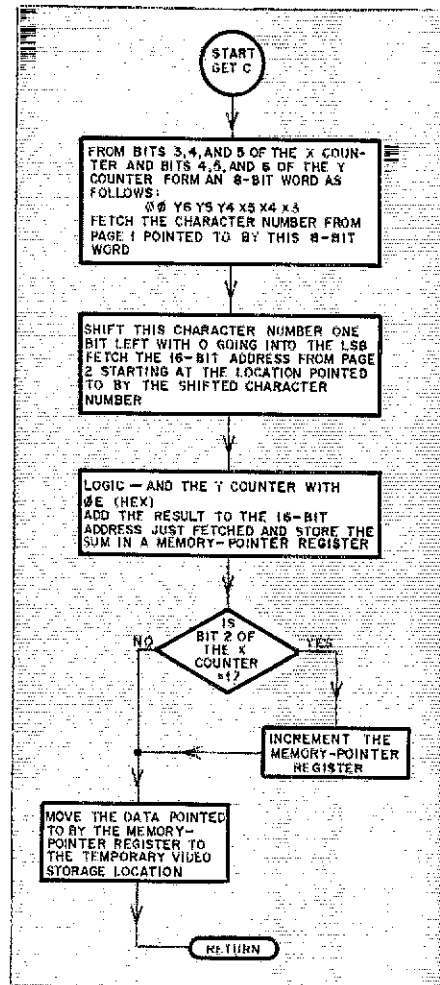 START
GET C
FROM BITS 3,4, AND 5 OF THE X COUN-
TER AND BITS 4,5, AND 6 OF THE Y
COUNTER FORM AN 8-BIT WORD AS
FOLLOWS:
ØØ Y6 Y5 Y4 X5 X4 X3
FETCH THE CHARACTER NUMBER FROM
PAGE 1 POINTED TO BY THIS 8-BIT
WORD
SHIFT THIS CHARACTER NUMBER ONE
BIT LEFT WITH 0 GOING INTO THE LSB
FETCH THE 16-BIT ADDRESS FROM PAGE
2 STARTING AT THE LOCATION POINTED
TO BY THE SHIFTED CHARACTER
NUMBER
LOGIC — AND THE Y COUNTER WITH
ØE (HEX)
ADD THE RESULT TO THE 16-BIT
ADDRESS JUST FETCHED AND STORE THE
SUM IN A MEMORY-POINTER REGISTER
IS
BIT 2 OF
THE X
COUNTER
=1?
NO
YES
INCREMENT THE
MEMORY-POINTER
REGISTER
MOVE THE DATA POINTED
TO BY THE MEMORY-
POINTER REGISTER TO
THE TEMPORARY VIDEO
STORAGE LOCATION
RETURN